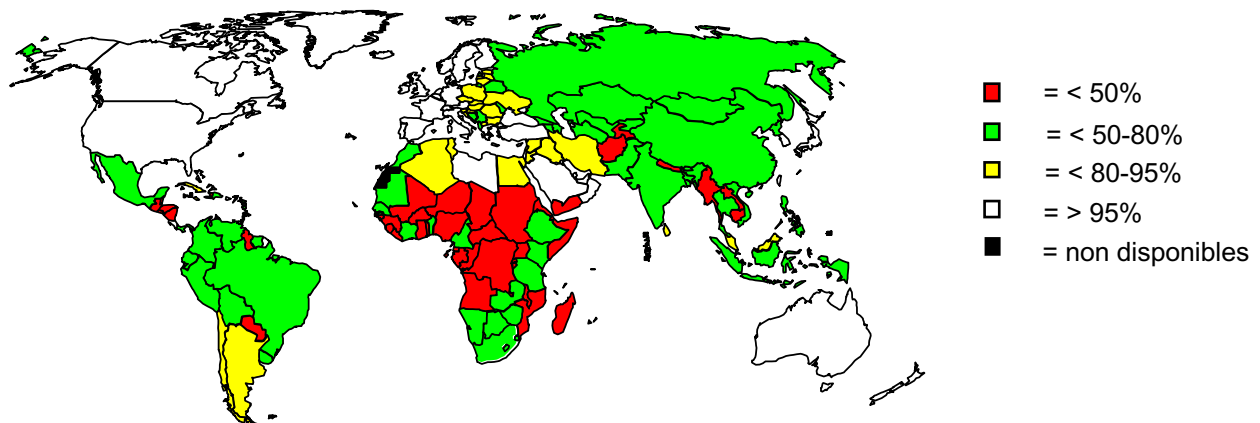 = < 50%
= < 50-80%
= < 80-95%
= > 95%
= non disponibles